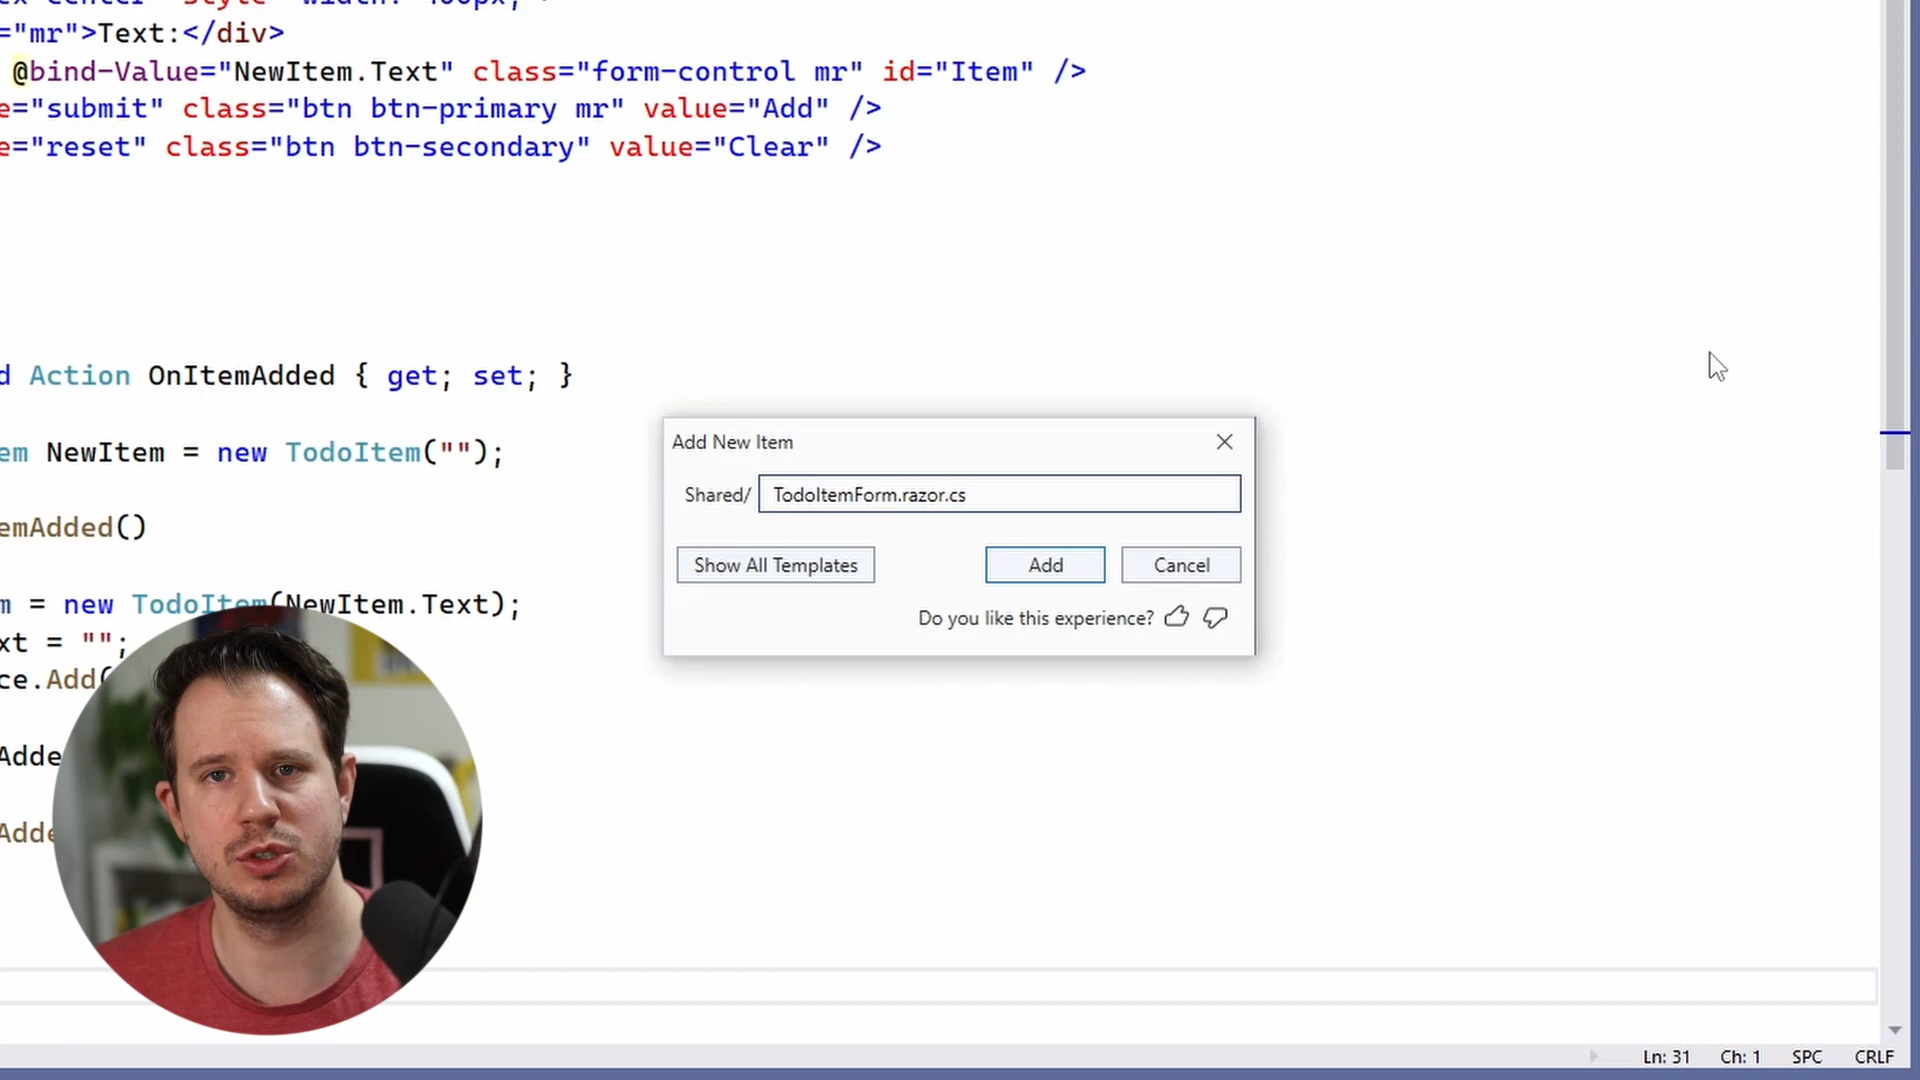 ="mr">Text:</div>
@bind-Value="NewItem.Text" class="form-control mr" id="Item" />
e="submit" class="btn btn-primary mr" value="Add" />
e="reset" class="btn btn-secondary" value="Clear" />
d Action OnItemAdded { get; set; }
em NewItem = new TodoItem("");
emAdded()
m = new TodoItem(NewItem.Text);
xt = "";
ce.Add(
Adde
Adde
Add New Item
Shared/ TodoItemForm.razor.cs
Show All Templates Add Cancel
Do you like this experience?
Ln: 31 Ch: 1 SPC CRLF